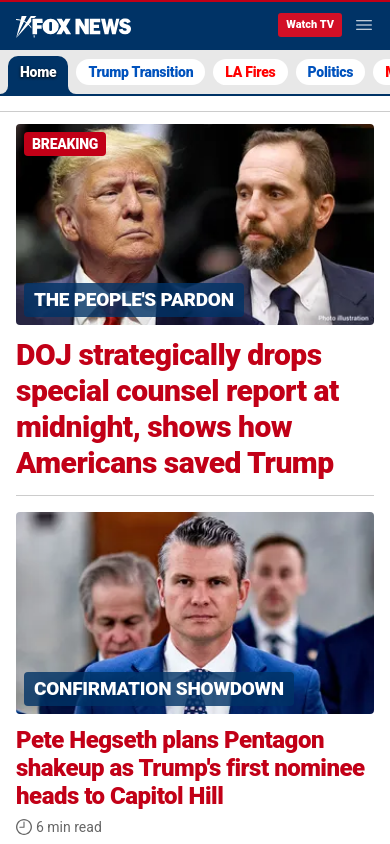 FOX NEWS
Watch TV
Home
Trump Transition
LA Fires
Politics
BREAKING
THE PEOPLE'S PARDON
Photo illustration
DOJ strategically drops
special counsel report at
midnight, shows how
Americans saved Trump
CONFIRMATION SHOWDOWN
Pete Hegseth plans Pentagon
shakeup as Trump's first nominee
heads to Capitol Hill
6 min read